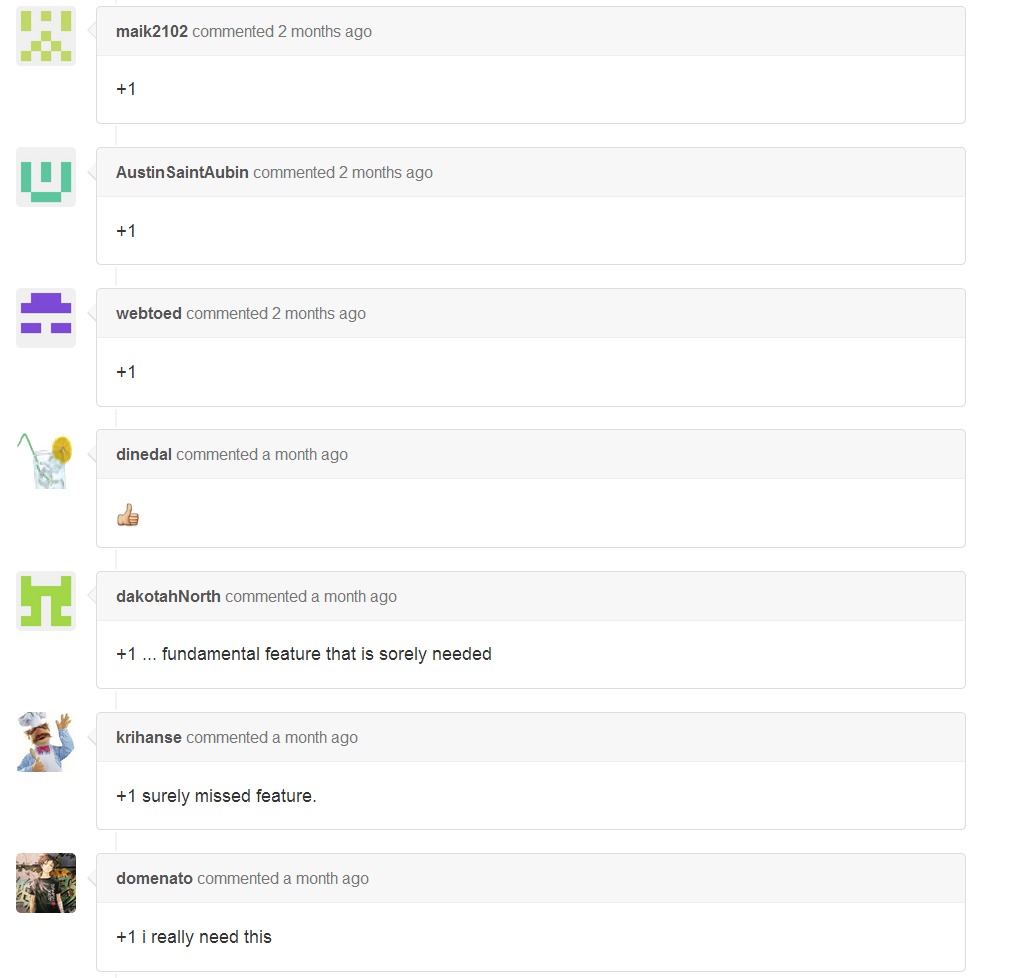 maik2102 commented 2 months ago
+1
AustinSaintAubin commented 2 months ago
+1
webtoed commented 2 months ago
+1
dinedal commented a month ago
👍
dakotahNorth commented a month ago
+1 ... fundamental feature that is sorely needed
krihanse commented a month ago
+1 surely missed feature.
domenato commented a month ago
+1 i really need this